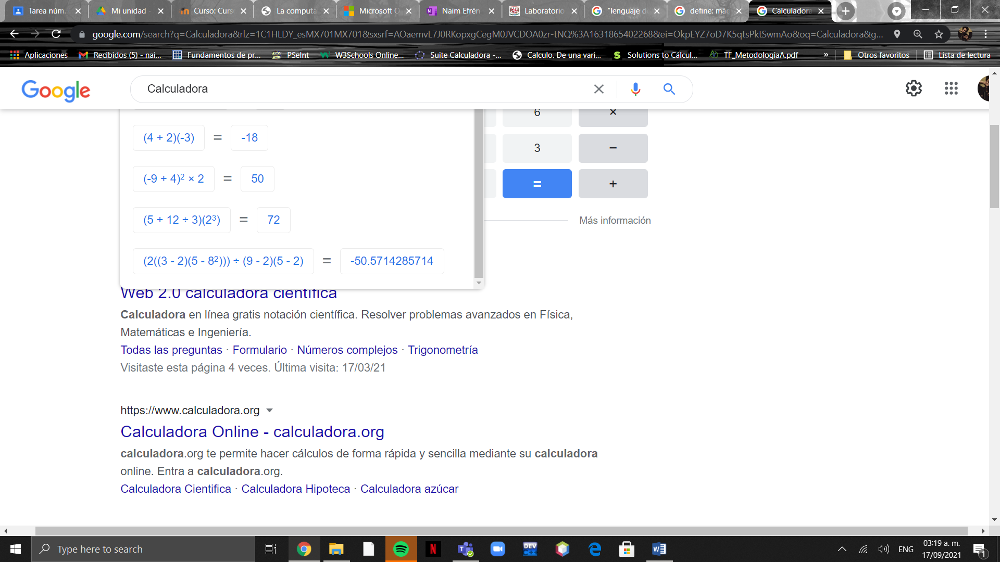 Tarea núm.
Mi unidad -
Curso: Curs
La computa
Microsoft O
Naim Efrén
Laboratorio
"lenguaje d
define: mác
Calculadora
google.com/search?q=Calculadora&rlz=1C1HLDY_esMX701MX701&sxsrf=AOaemvL7J0RKopxgCegM0JVCDOA0zr-tNQ%3A1631865402268&ei=OkpEYZ7oD7K5qtsPktSwmAo&oq=Calculadora&g...
Aplicaciones
Recibidos (5) - nai...
Fundamentos de pr...
PSeInt
W3Schools Online...
Suite Calculadora -...
Calculo. De una vari...
Solutions to Cálcul...
TF_MetodologiaA.pdf
»
Otros favoritos
Lista de lectura
Google
Calculadora
6
×
(4 + 2)(-3) = -18
3
−
(-9 + 4)² × 2 = 50
=
+
(5 + 12 ÷ 3)(2³) = 72
Más información
(2((3 - 2)(5 - 8²))) ÷ (9 - 2)(5 - 2) = -50.5714285714
Web 2.0 calculadora científica
Calculadora en línea gratis notación científica. Resolver problemas avanzados en Física,
Matemáticas e Ingeniería.
Todas las preguntas · Formulario · Números complejos · Trigonometría
Visitaste esta página 4 veces. Última visita: 17/03/21
https://www.calculadora.org
Calculadora Online - calculadora.org
calculadora.org te permite hacer cálculos de forma rápida y sencilla mediante su calculadora
online. Entra a calculadora.org.
Calculadora Cientifica · Calculadora Hipoteca · Calculadora azúcar
Type here to search
DEV
ENG
03:19 a. m.
17/09/2021
1